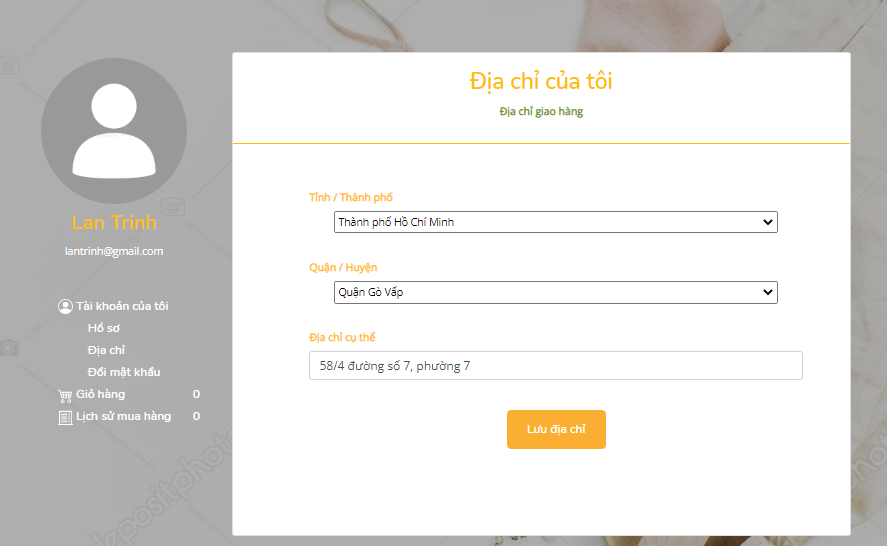 Địa chỉ của tôi
Địa chỉ giao hàng
Lan Trinh
lantrinh@gmail.com
Tài khoản của tôi
Hồ sơ
Địa chỉ
Đổi mật khẩu
Giỏ hàng 0
Lịch sử mua hàng 0
Tỉnh / Thành phố
Thành phố Hồ Chí Minh
Quận / Huyện
Quận Gò Vấp
Địa chỉ cụ thể
58/4 đường số 7, phường 7
Lưu địa chỉ
depositphotos